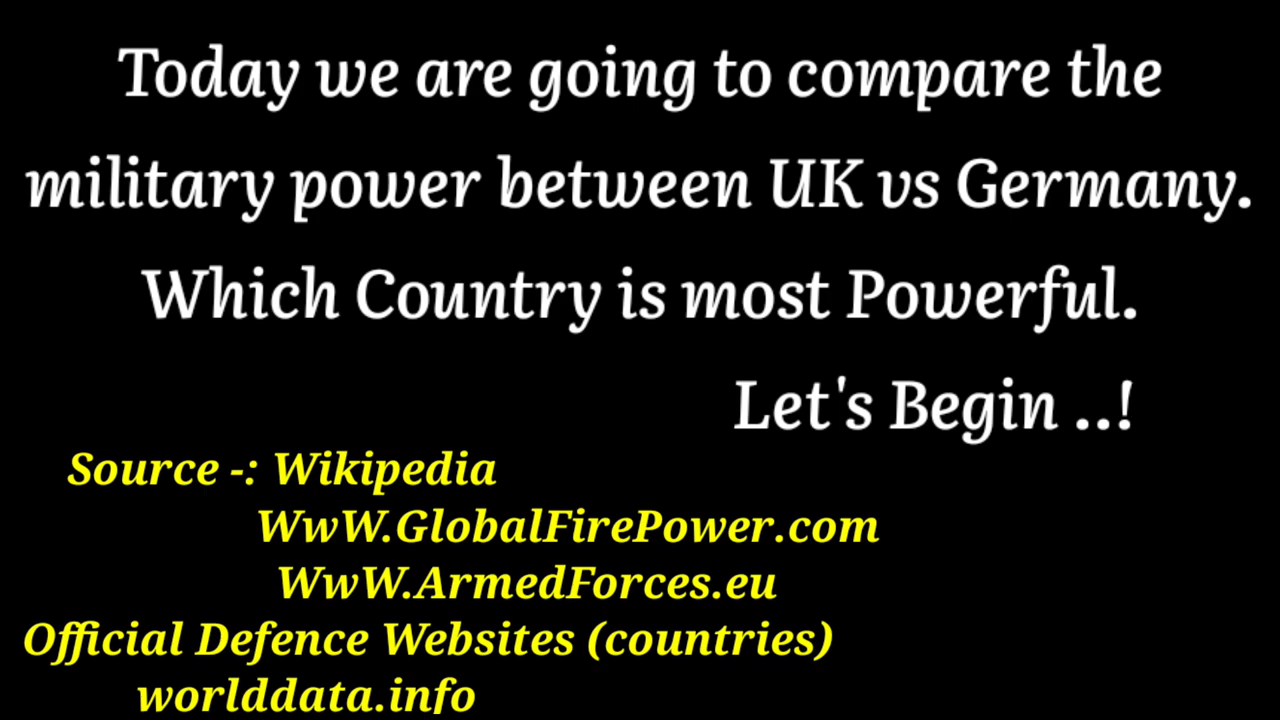 Today we are going to compare the
military power between UK vs Germany.
Which Country is most Powerful.
Let's Begin ..!
Source -: Wikipedia
WwW.GlobalFirePower.com
WwW.ArmedForces.eu
Official Defence Websites (countries)
worlddata.info